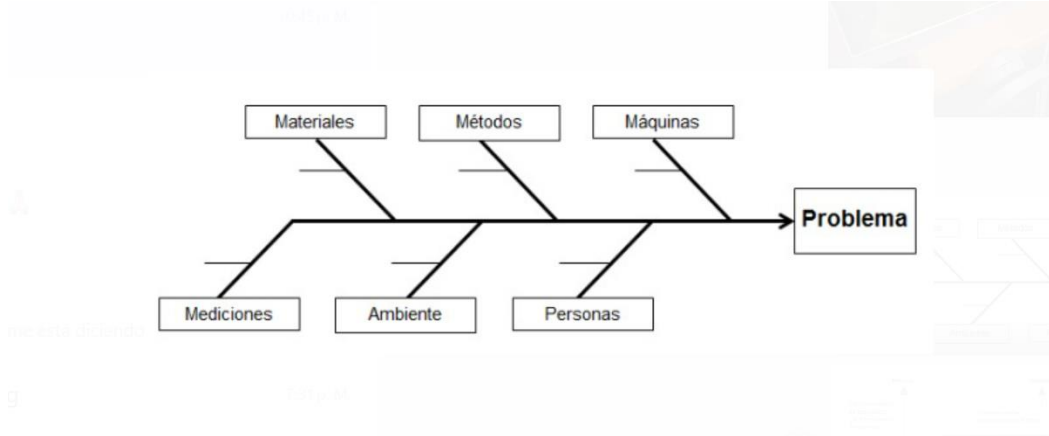 Materiales
Métodos
Máquinas
Problema
Mediciones
Ambiente
Personas